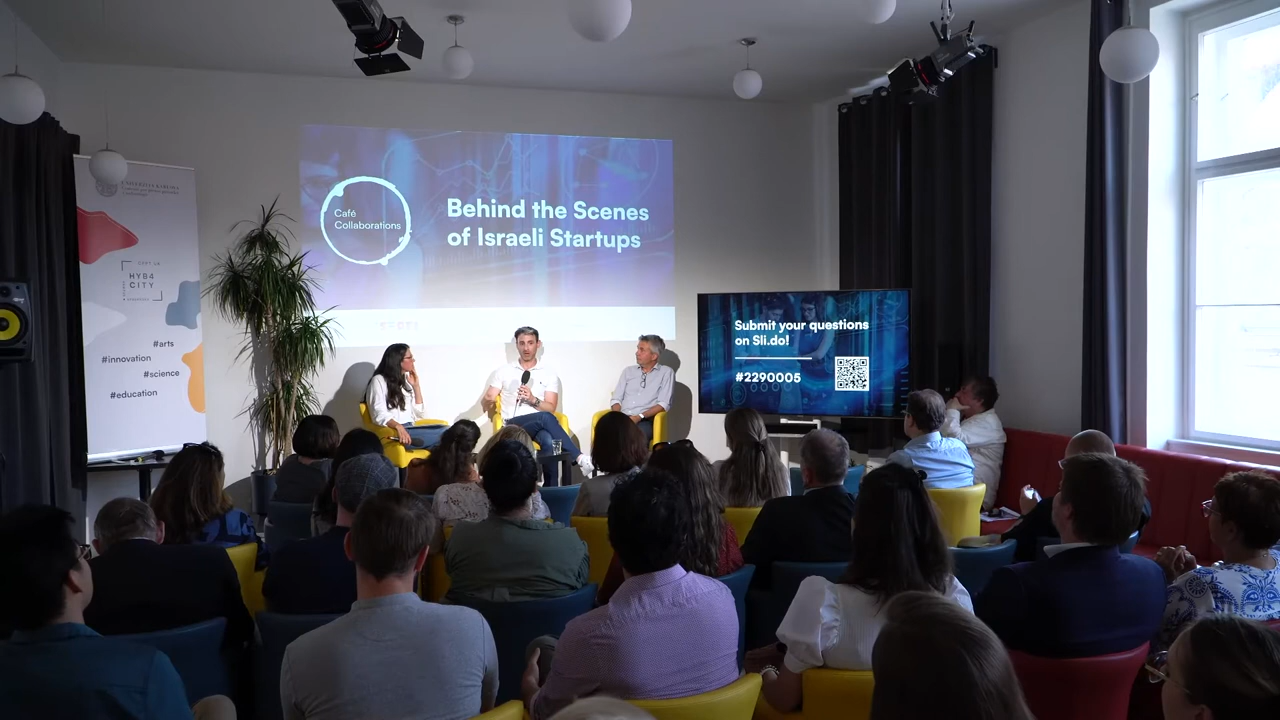 Café
Collaborations
Behind the Scenes
of Israeli Startups
HYB4
CITY
#arts
#innovation
#science
#education
Submit your questions
on Sli.do!
#2290005